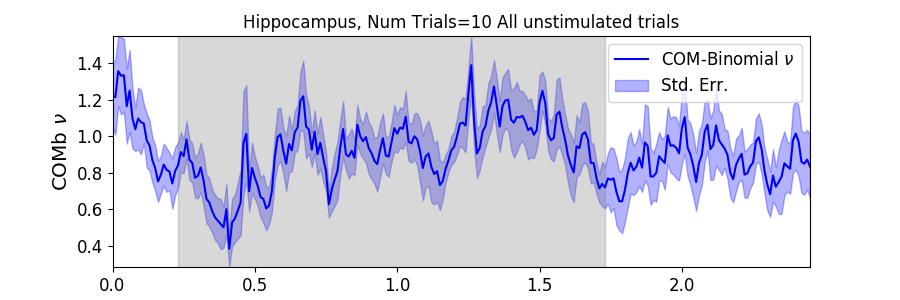 Hippocampus, Num Trials=10 All unstimulated trials
COMb ν
1.4
1.2
1.0
0.8
0.6
0.4
COM-Binomial ν
Std. Err.
0.0 0.5 1.0 1.5 2.0